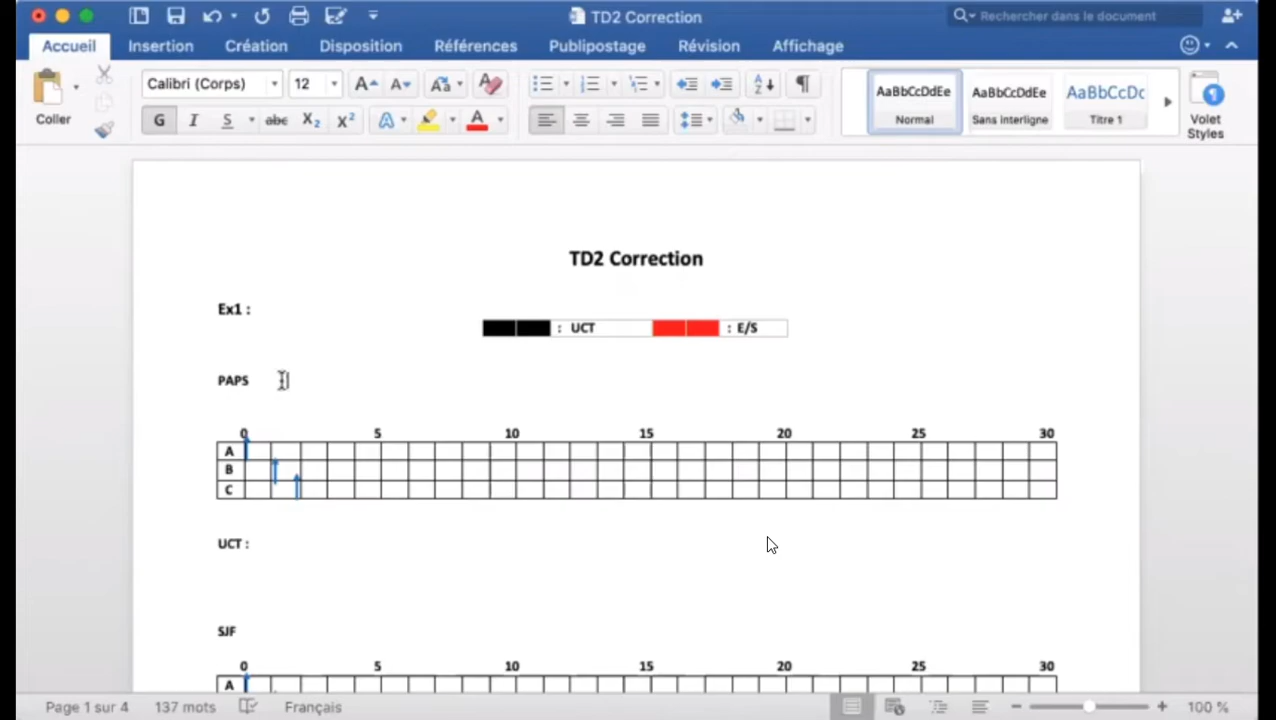 TD2 Correction
Rechercher dans le document
Accueil Insertion Création Disposition Références Publipostage Révision Affichage
Coller
Calibri (Corps) 12
G I S abc X2 X2 A A
AaBbCcDdEe AaBbCcDdEe AaBbCcDc
Normal Sans interligne Titre 1
Volet Styles
TD2 Correction
Ex1 :
: UCT : E/S
PAPS
0 5 10 15 20 25 30
A
B
C
UCT :
SJF
0 5 10 15 20 25 30
A
Page 1 sur 4 137 mots Français 100 %